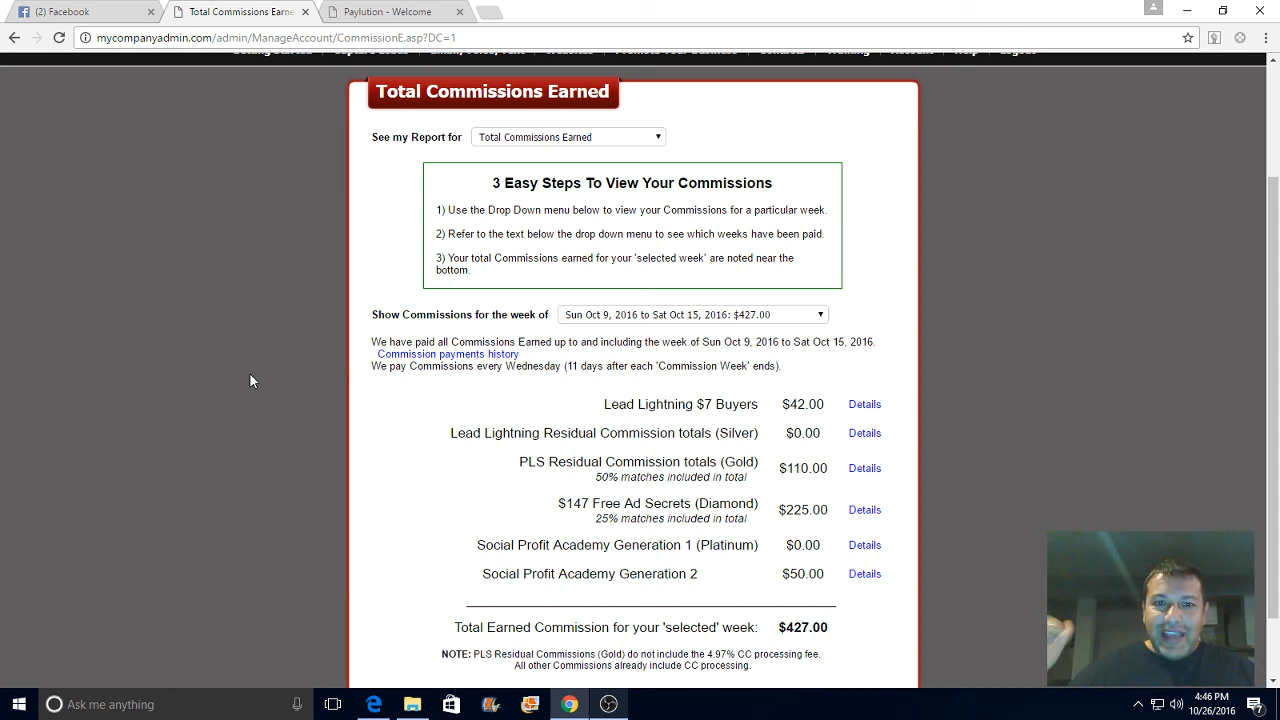 (2) Facebook
Total Commissions Earne
Paylution - Welcome
mycompanyadmin.com/admin/ManageAccount/CommissionE.asp?DC=1
Total Commissions Earned
See my Report for Total Commissions Earned
3 Easy Steps To View Your Commissions
1) Use the Drop Down menu below to view your Commissions for a particular week.
2) Refer to the text below the drop down menu to see which weeks have been paid.
3) Your total Commissions earned for your 'selected week' are noted near the
bottom.
Show Commissions for the week of Sun Oct 9, 2016 to Sat Oct 15, 2016: $427.00
We have paid all Commissions Earned up to and including the week of Sun Oct 9, 2016 to Sat Oct 15, 2016.
Commission payments history
We pay Commissions every Wednesday (11 days after each 'Commission Week' ends).
Lead Lightning $7 Buyers $42.00 Details
Lead Lightning Residual Commission totals (Silver) $0.00 Details
PLS Residual Commission totals (Gold) $110.00 Details
50% matches included in total
$147 Free Ad Secrets (Diamond) $225.00 Details
25% matches included in total
Social Profit Academy Generation 1 (Platinum) $0.00 Details
Social Profit Academy Generation 2 $50.00 Details
Total Earned Commission for your 'selected' week: $427.00
NOTE: PLS Residual Commissions (Gold) do not include the 4.97% CC processing fee.
All other Commissions already include CC processing.
Ask me anything
4:46 PM
10/26/2016